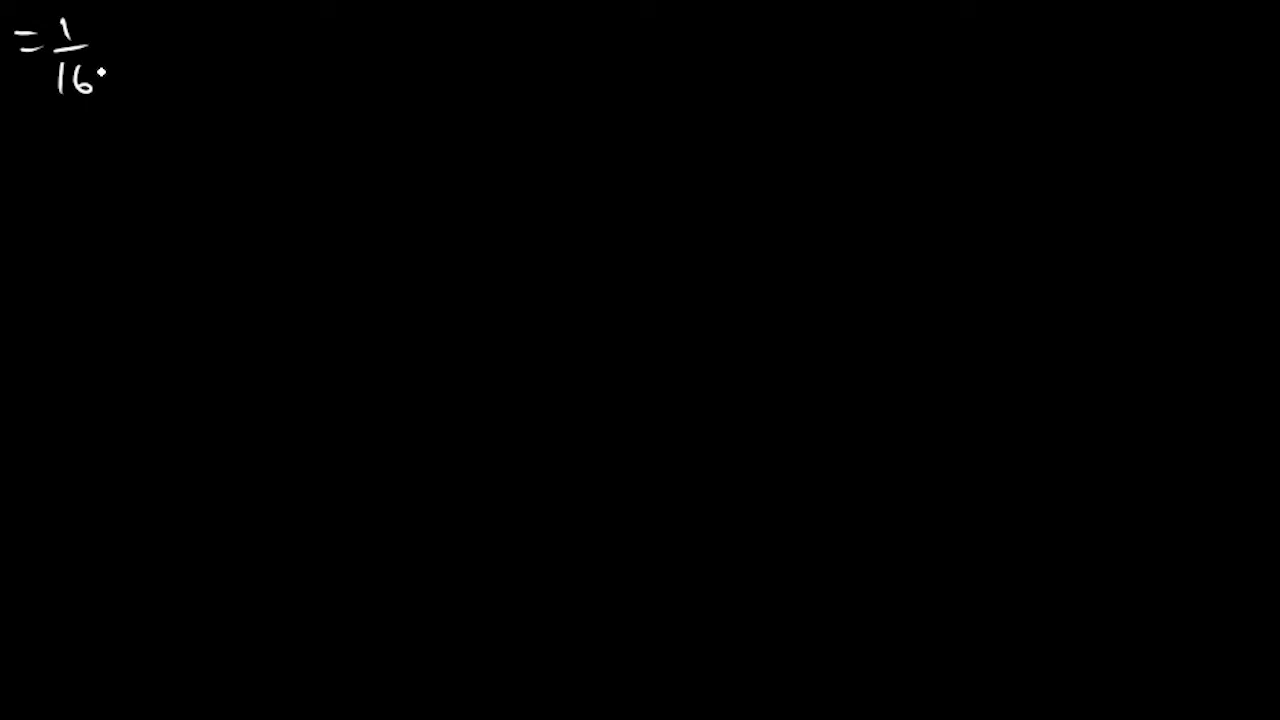 = 1/16